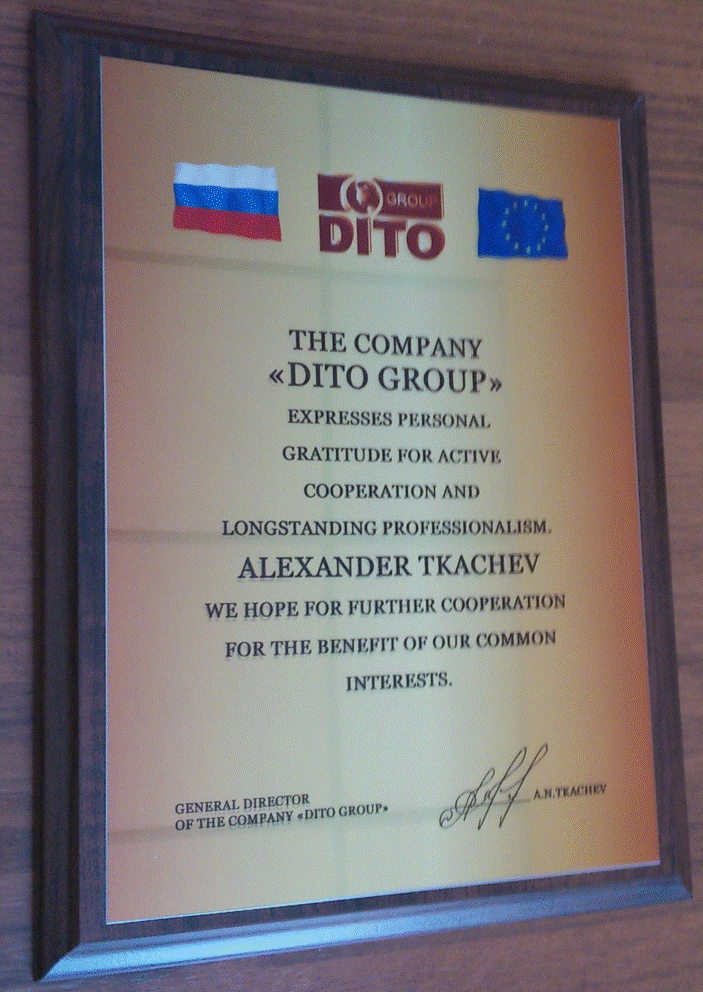 GROUP
DITO
THE COMPANY
«DITO GROUP»
EXPRESSES PERSONAL
GRATITUDE FOR ACTIVE
COOPERATION AND
LONGSTANDING PROFESSIONALISM.
ALEXANDER TKACHEV
WE HOPE FOR FURTHER COOPERATION
FOR THE BENEFIT OF OUR COMMON
INTERESTS.
GENERAL DIRECTOR
OF THE COMPANY «DITO GROUP»
A.N.TKACHEV